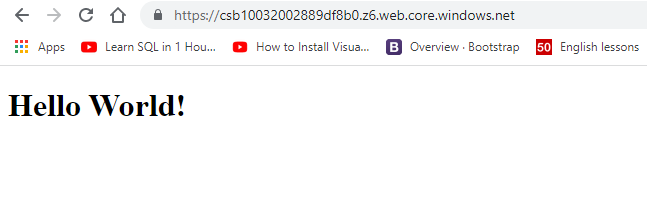 https://csb10032002889df8b0.z6.web.core.windows.net
Apps Learn SQL in 1 Hou... How to Install Visua... B Overview · Bootstrap 50 English lessons
Hello World!